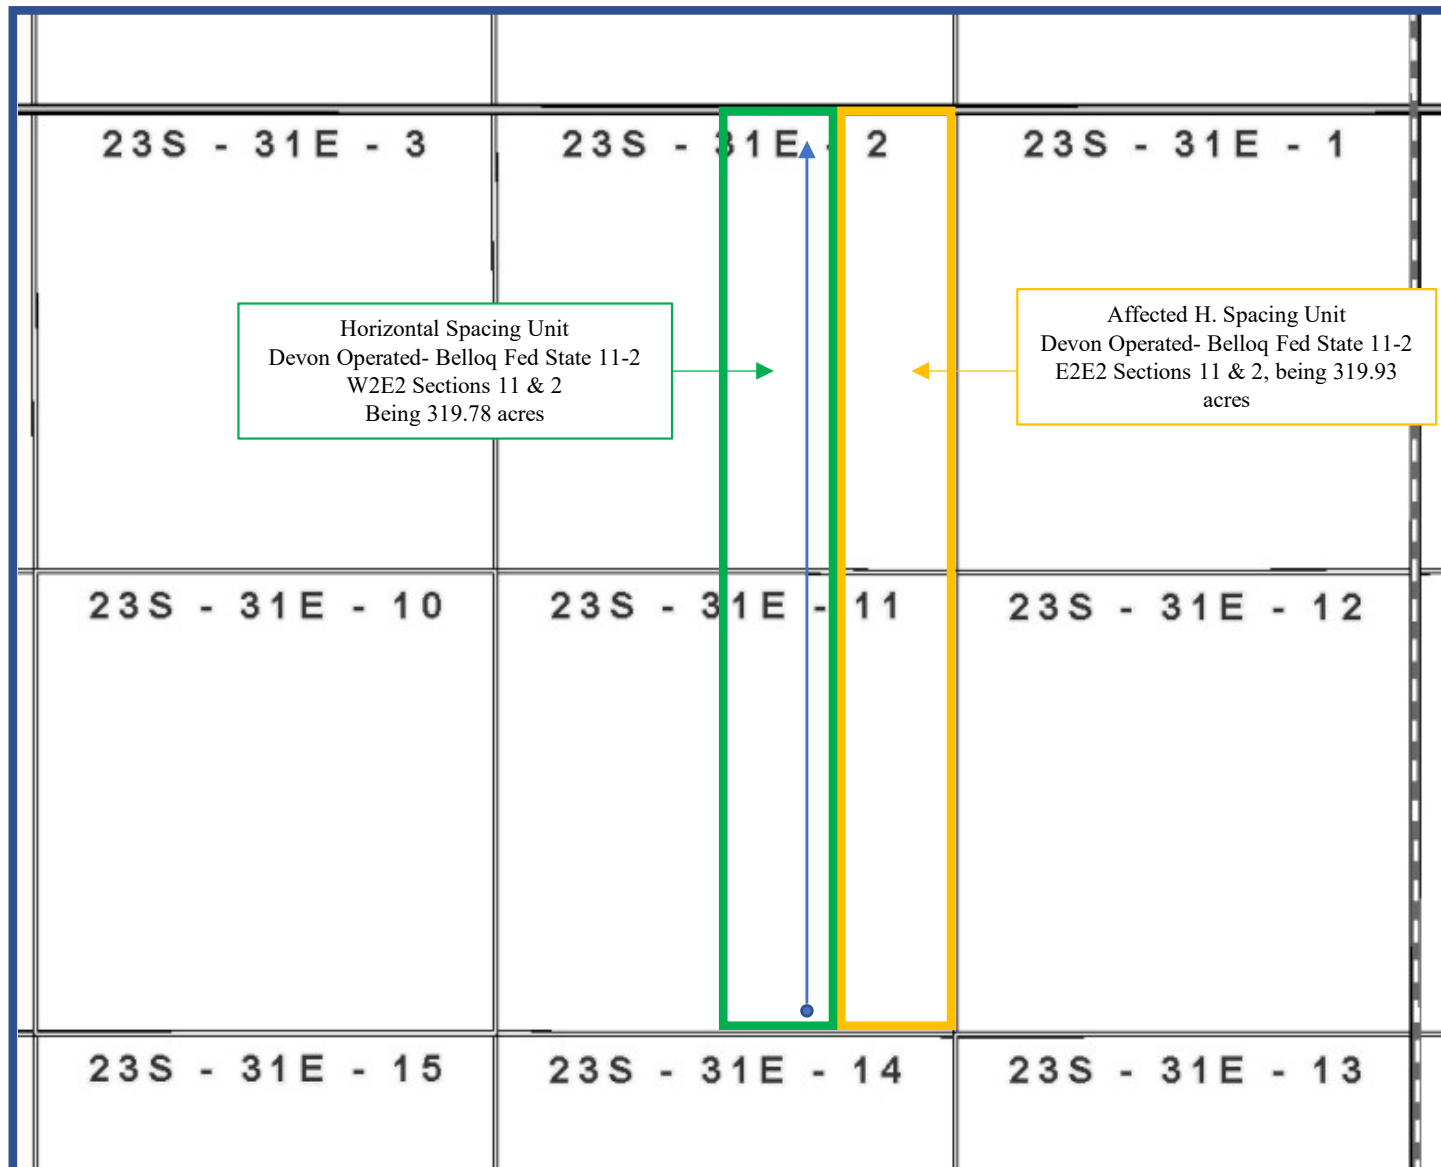 23S - 31E - 3
23S - 31E - 2
23S - 31E - 1
Horizontal Spacing Unit
Devon Operated- Belloq Fed State 11-2
W2E2 Sections 11 & 2
Being 319.78 acres
Affected H. Spacing Unit
Devon Operated- Belloq Fed State 11-2
E2E2 Sections 11 & 2, being 319.93
acres
23S - 31E - 10
23S - 31E - 11
23S - 31E - 12
23S - 31E - 15
23S - 31E - 14
23S - 31E - 13